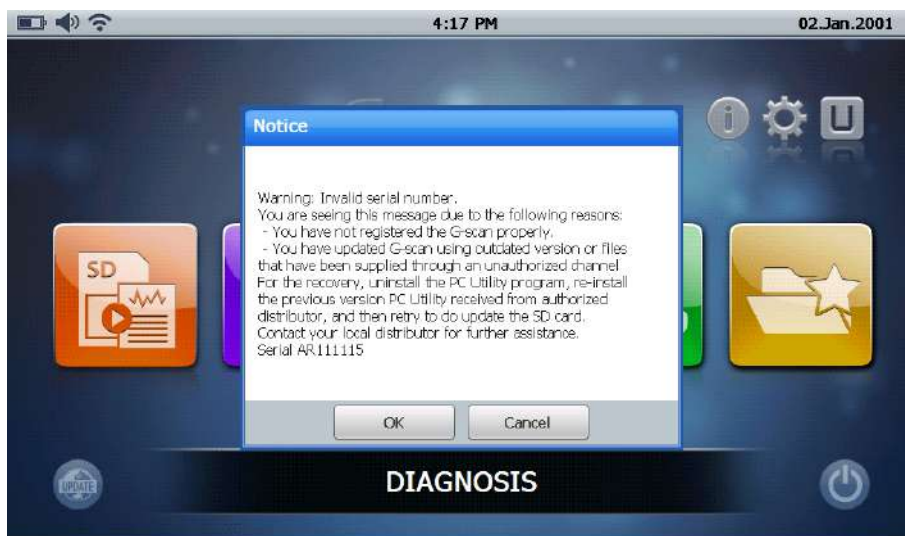 4:17 PM
02.Jan.2001
Notice
Warning: Invalid serial number.
You are seeing this message due to the following reasons:
- You have not registered the G-scan properly.
- You have updated G-scan using outdated version or files
that have been supplied through an unauthorized channel
For the recovery, uninstall the PC Utility program, re-install
the previous version PC Utility received from authorized
distributor, and then retry to do update the SD card.
Contact your local distributor for further assistance.
Serial AR111115
OK
Cancel
SD
U
UPDATE
DIAGNOSIS